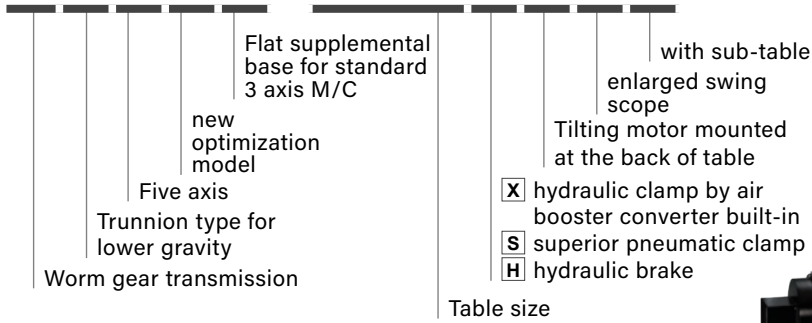 Flat supplemental
base for standard
3 axis M/C
new
optimization
model
Five axis
Trunnion type for
lower gravity
Worm gear transmission
with sub-table
enlarged swing
scope
Tilting motor mounted
at the back of table
X hydraulic clamp by air
booster converter built-in
S superior pneumatic clamp
H hydraulic brake
Table size